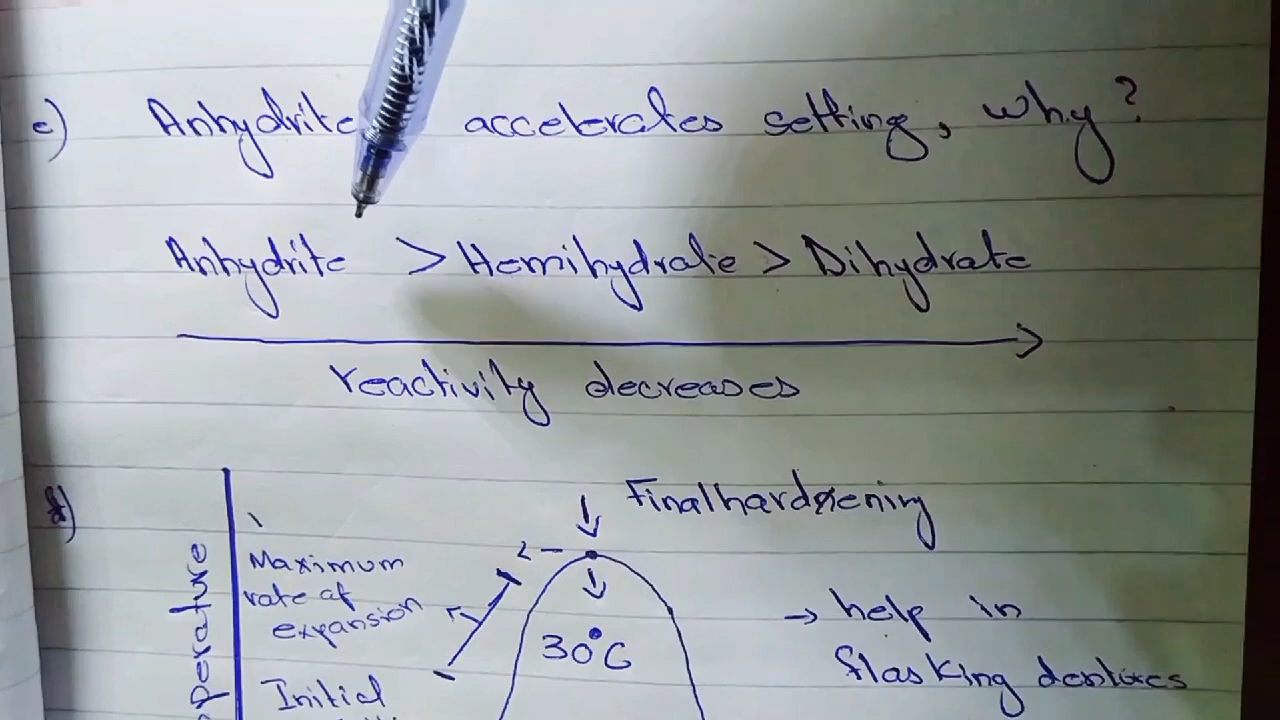 e) Anhydrite accelerates setting, why?
Anhydrite > Hemihydrate > Dihydrate
reactivity decreases
Final hardening
2
Maximum
rate of
expansion
30°C
→ help in
flasking dentures
Initial